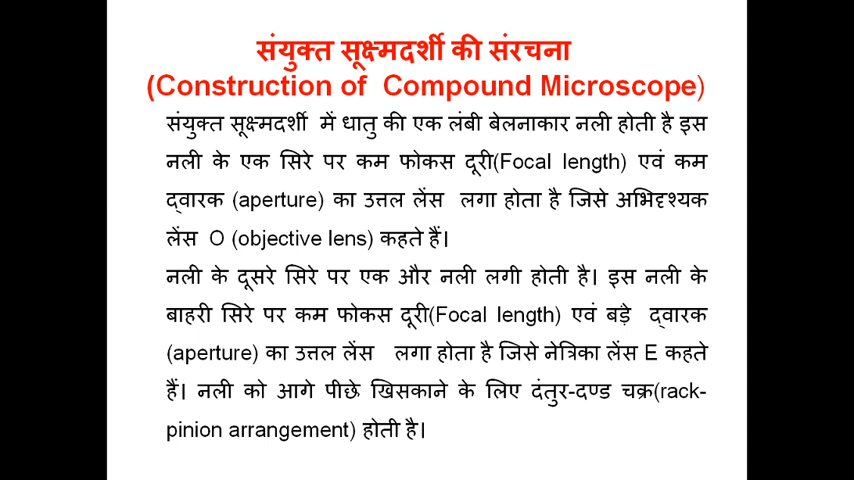 संयुक्त सूक्ष्मदर्शी की संरचना
(Construction of Compound Microscope)
संयुक्त सूक्ष्मदर्शी में धातु की एक लंबी बेलनाकार नली होती है इस
नली के एक सिरे पर कम फोकस दूरी(Focal length) एवं कम
द्वारक (aperture) का उत्तल लेंस लगा होता है जिसे अभिदृश्यक
लेंस O (objective lens) कहते हैं।
नली के दूसरे सिरे पर एक और नली लगी होती है। इस नली के
बाहरी सिरे पर कम फोकस दूरी(Focal length) एवं बड़े द्वारक
(aperture) का उत्तल लेंस लगा होता है जिसे नेत्रिका लेंस E कहते
हैं। नली को आगे पीछे खिसकाने के लिए दंतुर-दण्ड चक्र(rack-
pinion arrangement) होती है।